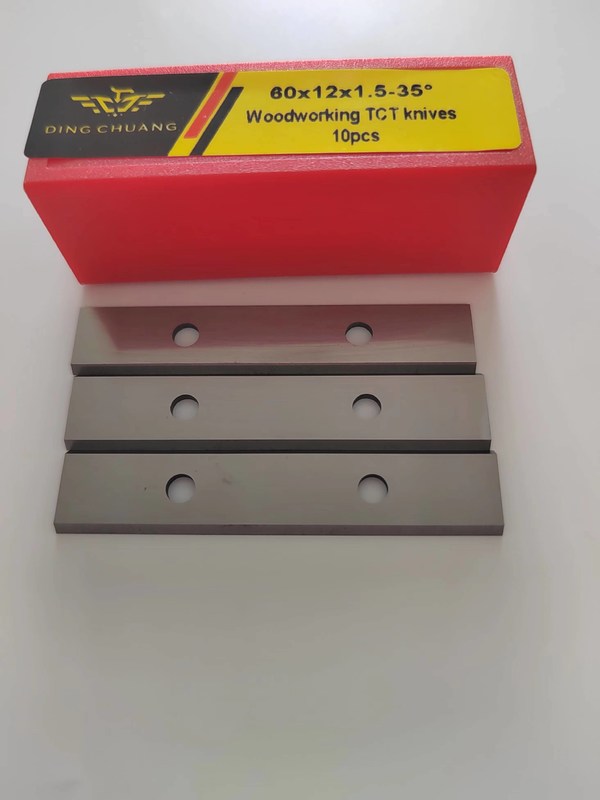 60x12x1.5-35°
DING CHUANG
Woodworking TCT knives
10pcs